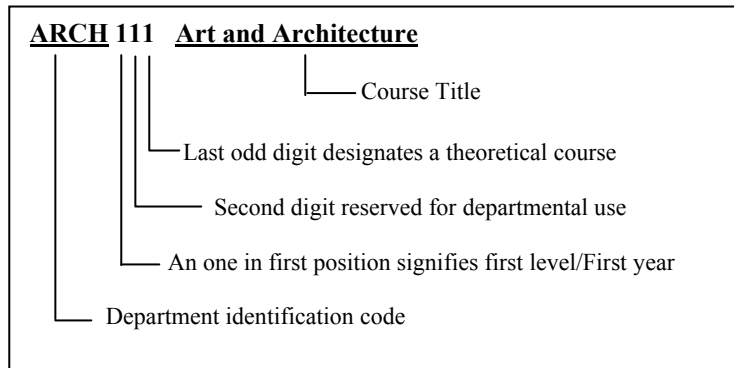 ARCH 111 Art and Architecture
Course Title
Last odd digit designates a theoretical course
Second digit reserved for departmental use
An one in first position signifies first level/First year
Department identification code